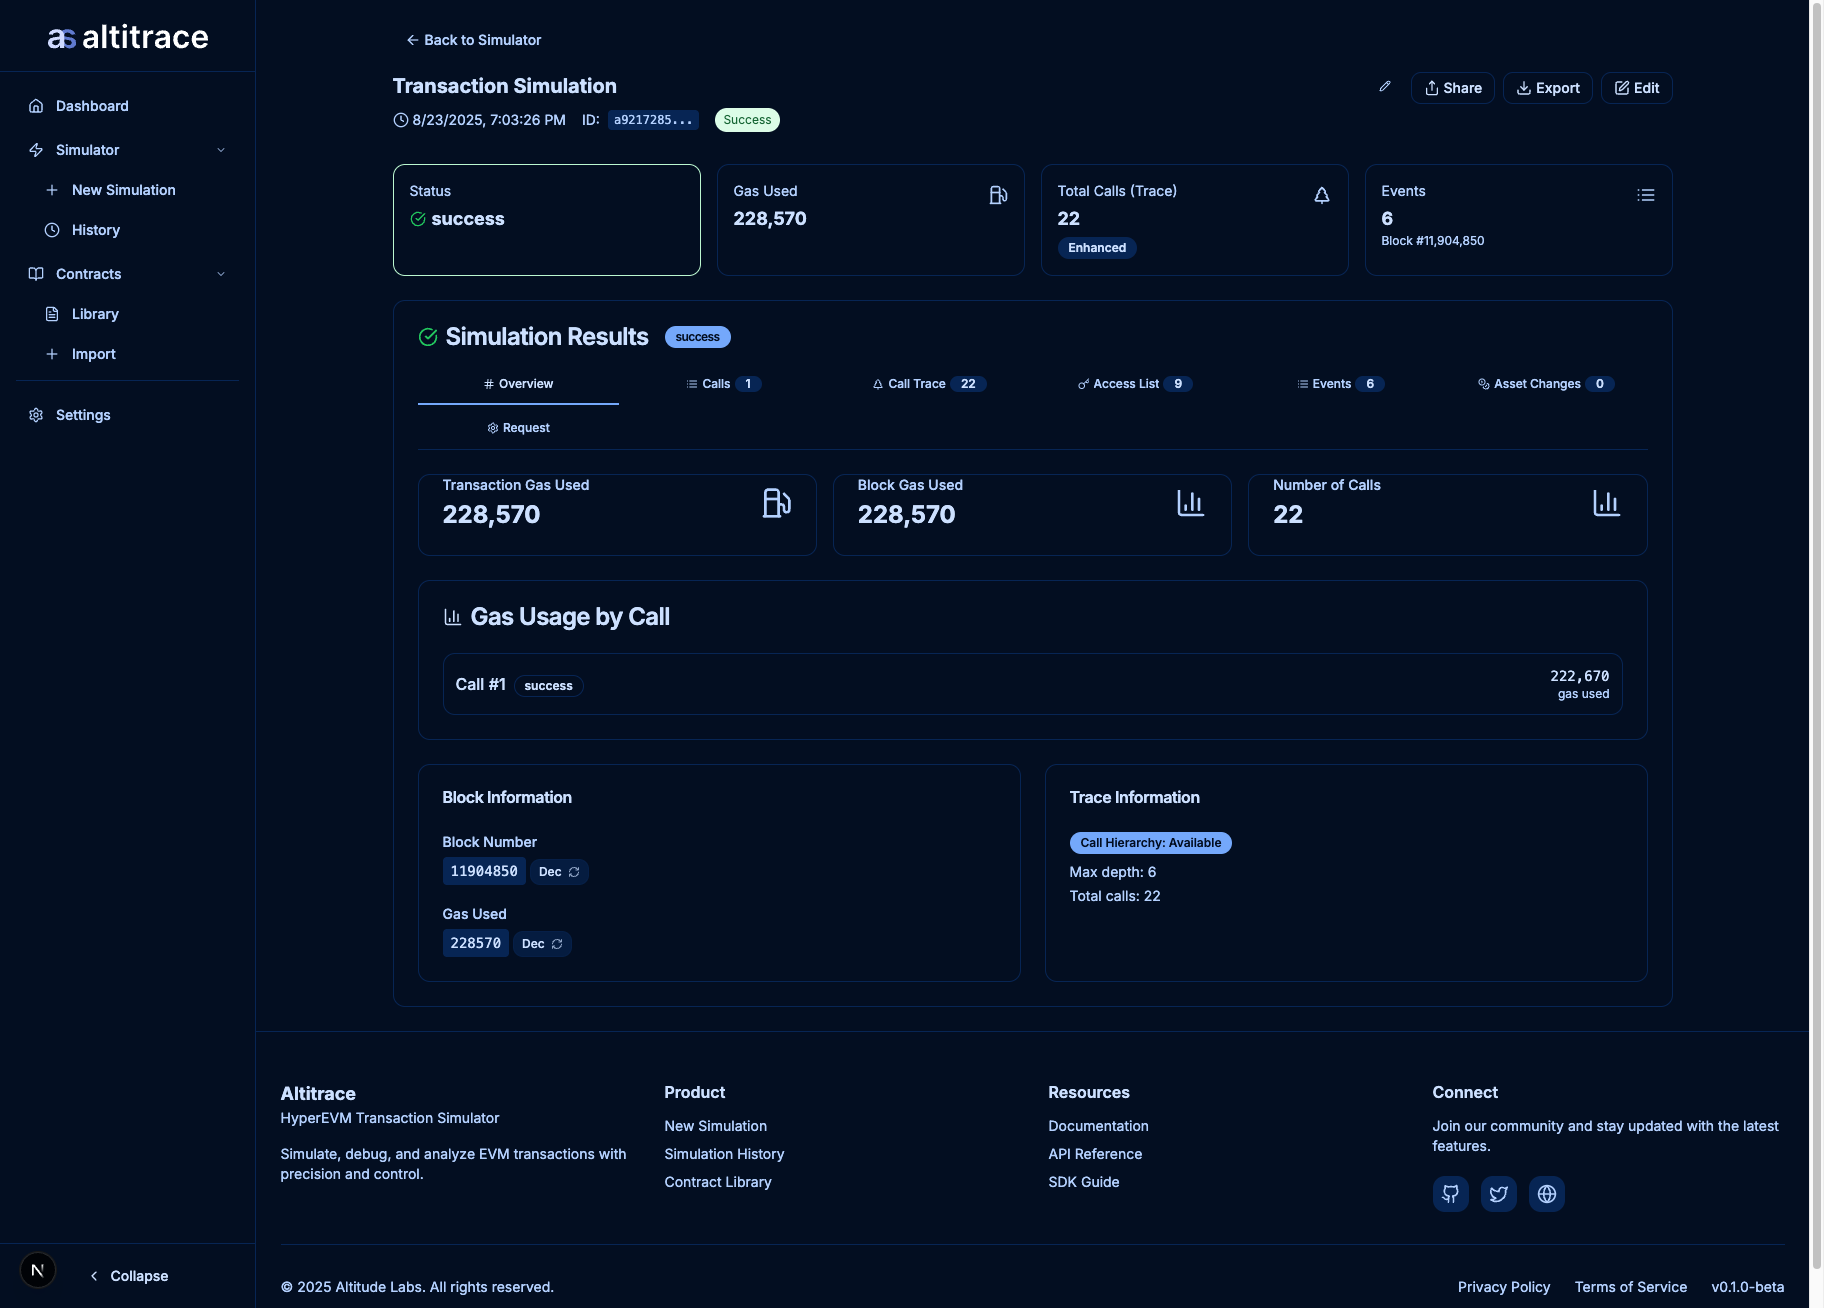 altitrace
Dashboard
Simulator
New Simulation
History
Contracts
Library
Import
Settings
Collapse
Back to Simulator
Transaction Simulation
Share
Export
Edit
8/23/2025, 7:03:26 PM ID: a9217285... Success
Status
success
Gas Used
228,570
Total Calls (Trace)
22
Enhanced
Events
6
Block #11,904,850
Simulation Results success
Overview
Calls 1
Call Trace 22
Access List 9
Events 6
Asset Changes 0
Request
Transaction Gas Used
228,570
Block Gas Used
228,570
Number of Calls
22
Gas Usage by Call
Call #1 success
222,670
gas used
Block Information
Block Number
11904850 Dec
Gas Used
228570 Dec
Trace Information
Call Hierarchy: Available
Max depth: 6
Total calls: 22
Altitrace
HyperEVM Transaction Simulator
Simulate, debug, and analyze EVM transactions with
precision and control.
Product
New Simulation
Simulation History
Contract Library
Resources
Documentation
API Reference
SDK Guide
Connect
Join our community and stay updated with the latest
features.
© 2025 Altitude Labs. All rights reserved.
Privacy Policy
Terms of Service
v0.1.0-beta